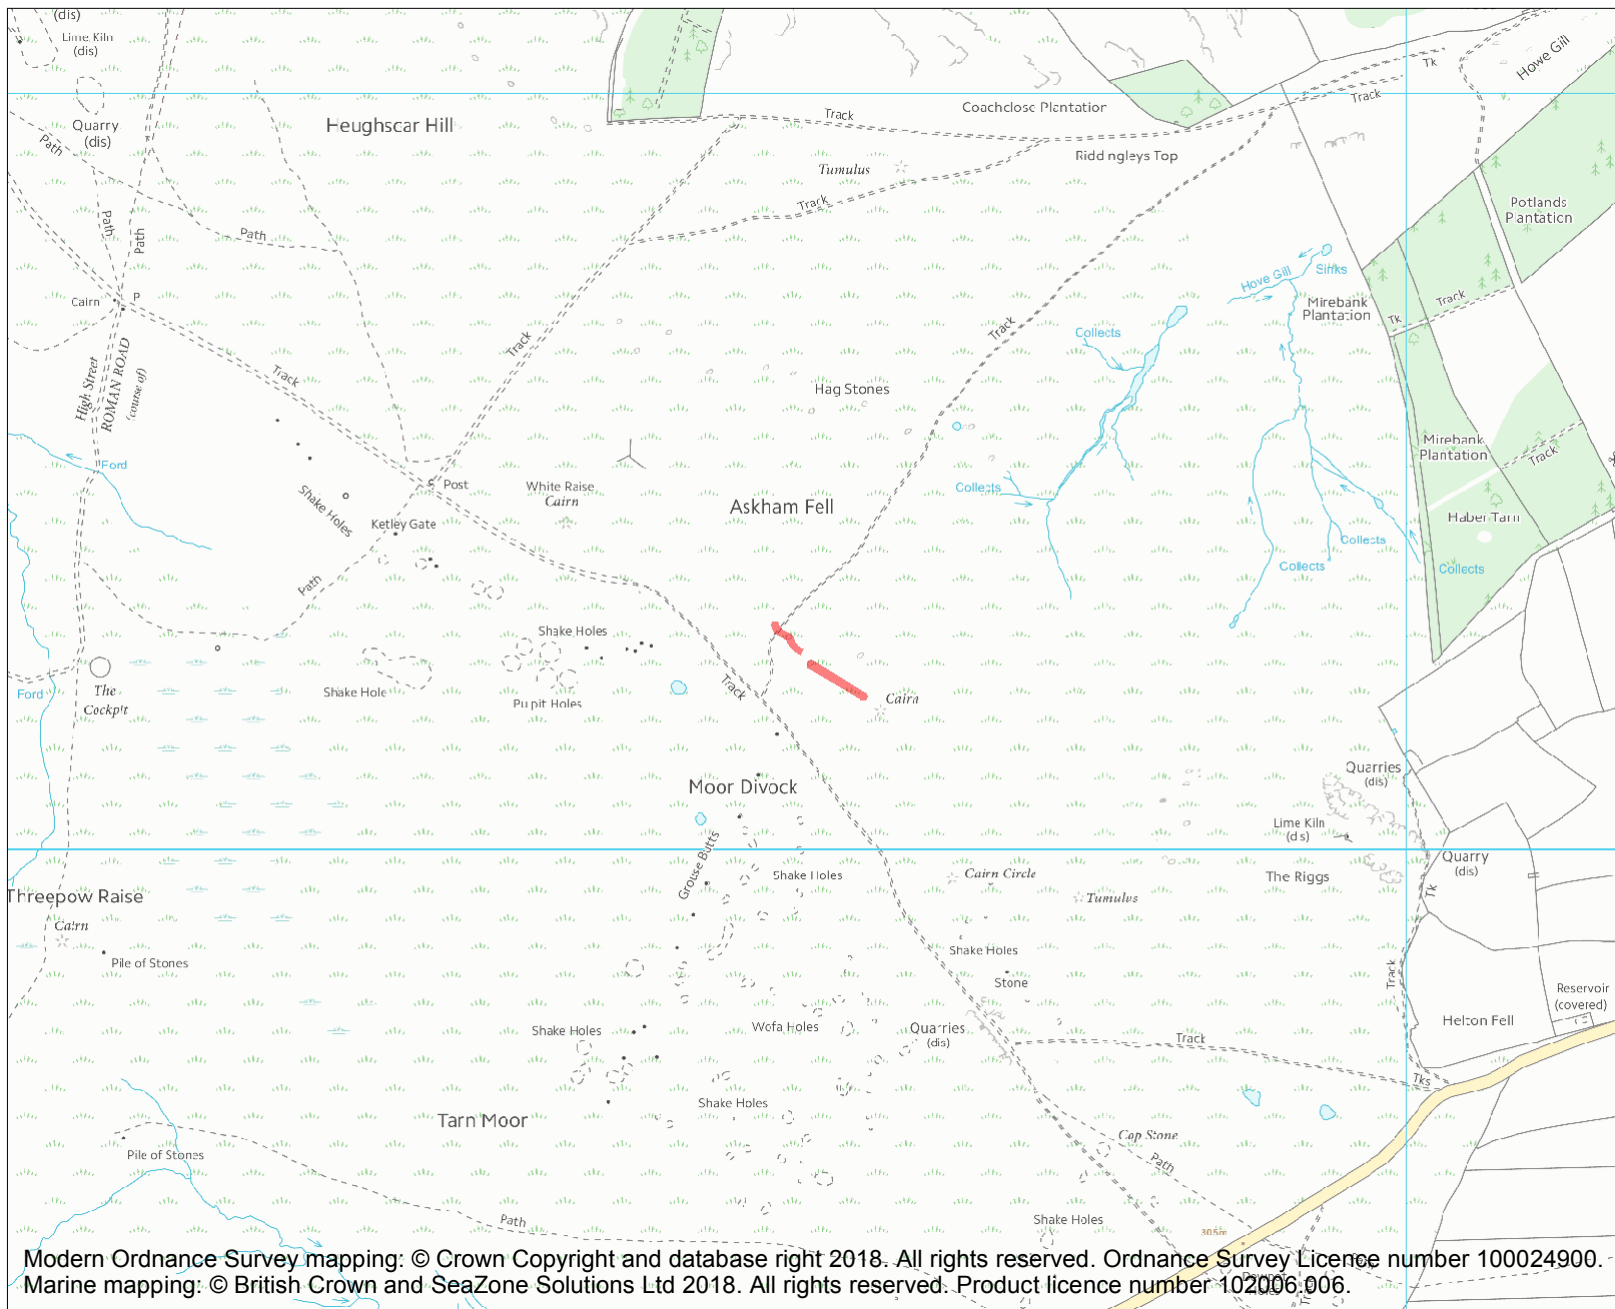 (dis)
Lime Kiln
(dis)
Quarry
(dis)
Path
Heughscar Hill
Track
Coachclose Plantation
Tk
Track
Howe Gill
Riddingleys Top
Tumulus
Track
Potlands
Plantation
Path
Path
Path
Cairn
P
Hove Gill
Sinks
Mirebank
Plantation
Track
Tk
Collects
Track
Track
Track
High Street
ROMAN ROAD
(course of)
Hag Stones
Mirebank
Plantation
Track
Ford
Shake Holes
Post
White Raise
Cairn
Ketley Gate
Askham Fell
Collects
Haber Tarn
Collects
Collects
Collects
Path
Shake Holes
The
Cockpit
Ford
Shake Hole
Pulpit Holes
Track
Cairn
Moor Divock
Quarries
(dis)
Lime Kiln
(dis)
Grouse Butts
Shake Holes
Cairn Circle
Tumulus
The Riggs
Quarry
(dis)
Tk
Threepow Raise
Cairn
Pile of Stones
Shake Holes
Stone
Track
Reservoir
(covered)
Helton Fell
Shake Holes
Wofa Holes
Quarries
(dis)
Track
Tks
Shake Holes
Tarn Moor
Cop Stone
Path
Pile of Stones
Path
Shake Holes
305m
Modern Ordnance Survey mapping: © Crown Copyright and database right 2018. All rights reserved. Ordnance Survey Licence number 100024900.
Marine mapping: © British Crown and SeaZone Solutions Ltd 2018. All rights reserved. Product licence number 102006.006.